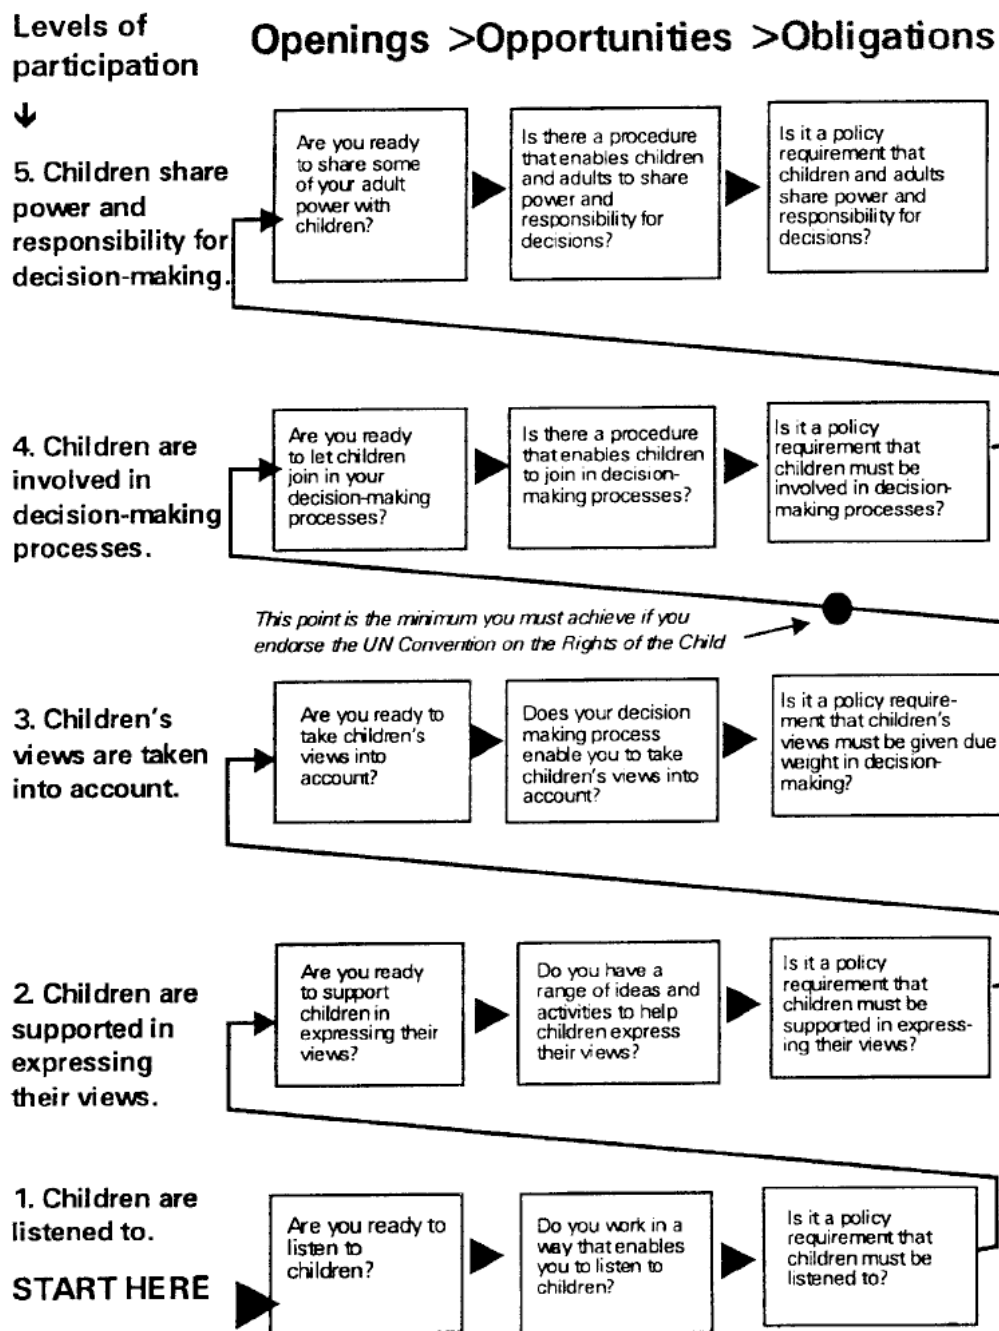 Levels of
participation
Openings >Opportunities >Obligations
5. Children share
power and
responsibility for
decision-making.
Are you ready
to share some
of your adult
power with
children?
Is there a procedure
that enables children
and adults to share
power and
responsibility for
decisions?
Is it a policy
requirement that
children and adults
share power and
responsibility for
decisions?
4. Children are
involved in
decision-making
processes.
Are you ready
to let children
join in your
decision-making
processes?
Is there a procedure
that enables children
to join in decision-
making processes?
Is it a policy
requirement that
children must be
involved in decision-
making processes?
This point is the minimum you must achieve if you
endorse the UN Convention on the Rights of the Child
3. Children's
views are taken
into account.
Are you ready to
take children's
views into
account?
Does your decision
making process
enable you to take
children's views into
account?
Is it a policy require-
ment that children's
views must be given due
weight in decision-
making?
2. Children are
supported in
expressing
their views.
Are you ready
to support
children in
expressing their
views?
Do you have a
range of ideas and
activities to help
children express
their views?
Is it a policy
requirement that
children must be
supported in express-
ing their views?
1. Children are
listened to.
START HERE
Are you ready to
listen to
children?
Do you work in a
way that enables
you to listen to
children?
Is it a policy
requirement that
children must be
listened to?